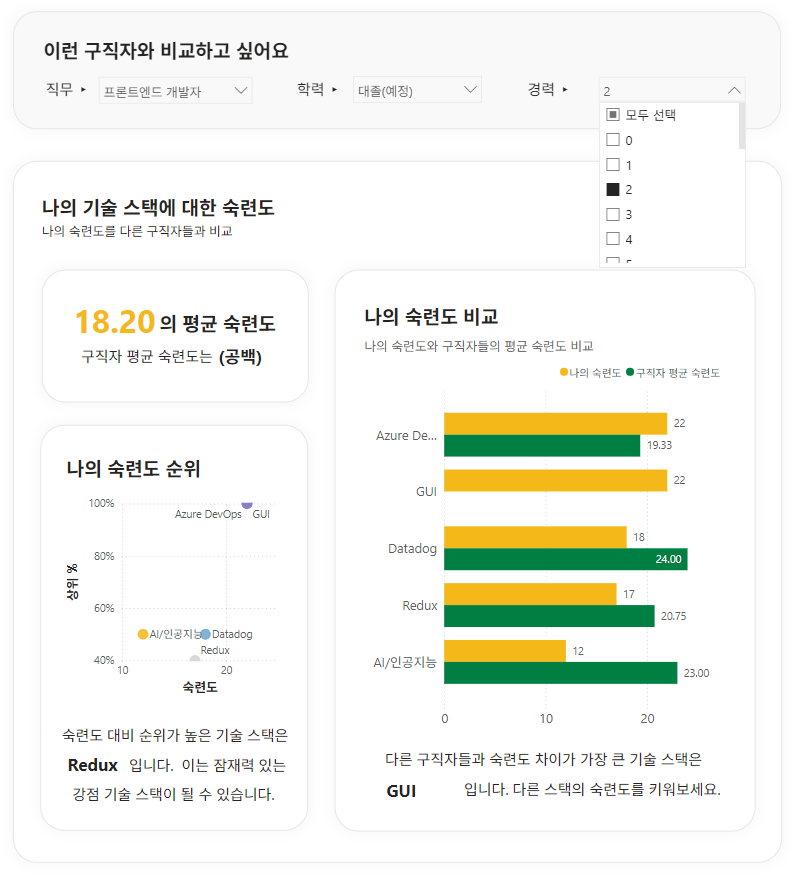 이런 구직자와 비교하고 싶어요
직무 ▸ 프론트엔드 개발자 학력 ▸ 대졸(예정) 경력 ▸ 2
모두 선택
0
1
2
3
4
나의 기술 스택에 대한 숙련도
나의 숙련도를 다른 구직자들과 비교
18.20 의 평균 숙련도
구직자 평균 숙련도는 (공백)
나의 숙련도 순위
100%
Azure DevOps GUI
80%
상위 %
60%
AI/인공지능 Datadog
Redux
40%
10 20
숙련도
숙련도 대비 순위가 높은 기술 스택은
Redux 입니다. 이는 잠재력 있는
강점 기술 스택이 될 수 있습니다.
나의 숙련도 비교
나의 숙련도와 구직자들의 평균 숙련도 비교
나의 숙련도 구직자 평균 숙련도
22
Azure De...
19.33
22
GUI
18
Datadog
24.00
17
Redux
20.75
12
AI/인공지능
23.00
0 10 20
다른 구직자들과 숙련도 차이가 가장 큰 기술 스택은
GUI 입니다. 다른 스택의 숙련도를 키워보세요.